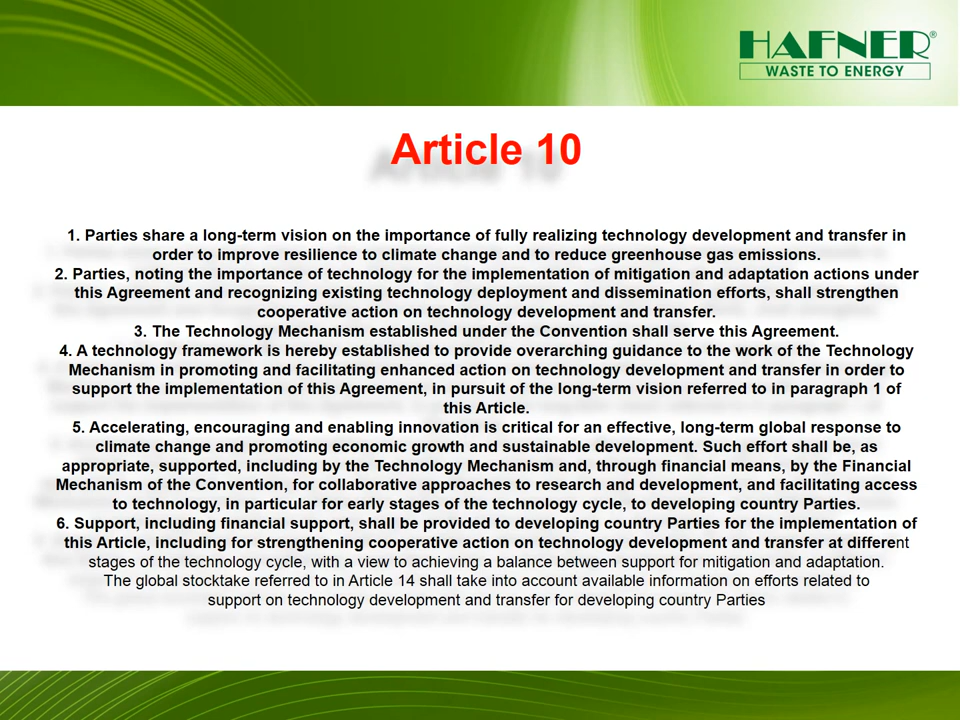 HAFNER®
WASTE TO ENERGY
Article 10
1. Parties share a long-term vision on the importance of fully realizing technology development and transfer in
order to improve resilience to climate change and to reduce greenhouse gas emissions.
2. Parties, noting the importance of technology for the implementation of mitigation and adaptation actions under
this Agreement and recognizing existing technology deployment and dissemination efforts, shall strengthen
cooperative action on technology development and transfer.
3. The Technology Mechanism established under the Convention shall serve this Agreement.
4. A technology framework is hereby established to provide overarching guidance to the work of the Technology
Mechanism in promoting and facilitating enhanced action on technology development and transfer in order to
support the implementation of this Agreement, in pursuit of the long-term vision referred to in paragraph 1 of
this Article.
5. Accelerating, encouraging and enabling innovation is critical for an effective, long-term global response to
climate change and promoting economic growth and sustainable development. Such effort shall be, as
appropriate, supported, including by the Technology Mechanism and, through financial means, by the Financial
Mechanism of the Convention, for collaborative approaches to research and development, and facilitating access
to technology, in particular for early stages of the technology cycle, to developing country Parties.
6. Support, including financial support, shall be provided to developing country Parties for the implementation of
this Article, including for strengthening cooperative action on technology development and transfer at different
stages of the technology cycle, with a view to achieving a balance between support for mitigation and adaptation.
The global stocktake referred to in Article 14 shall take into account available information on efforts related to
support on technology development and transfer for developing country Parties